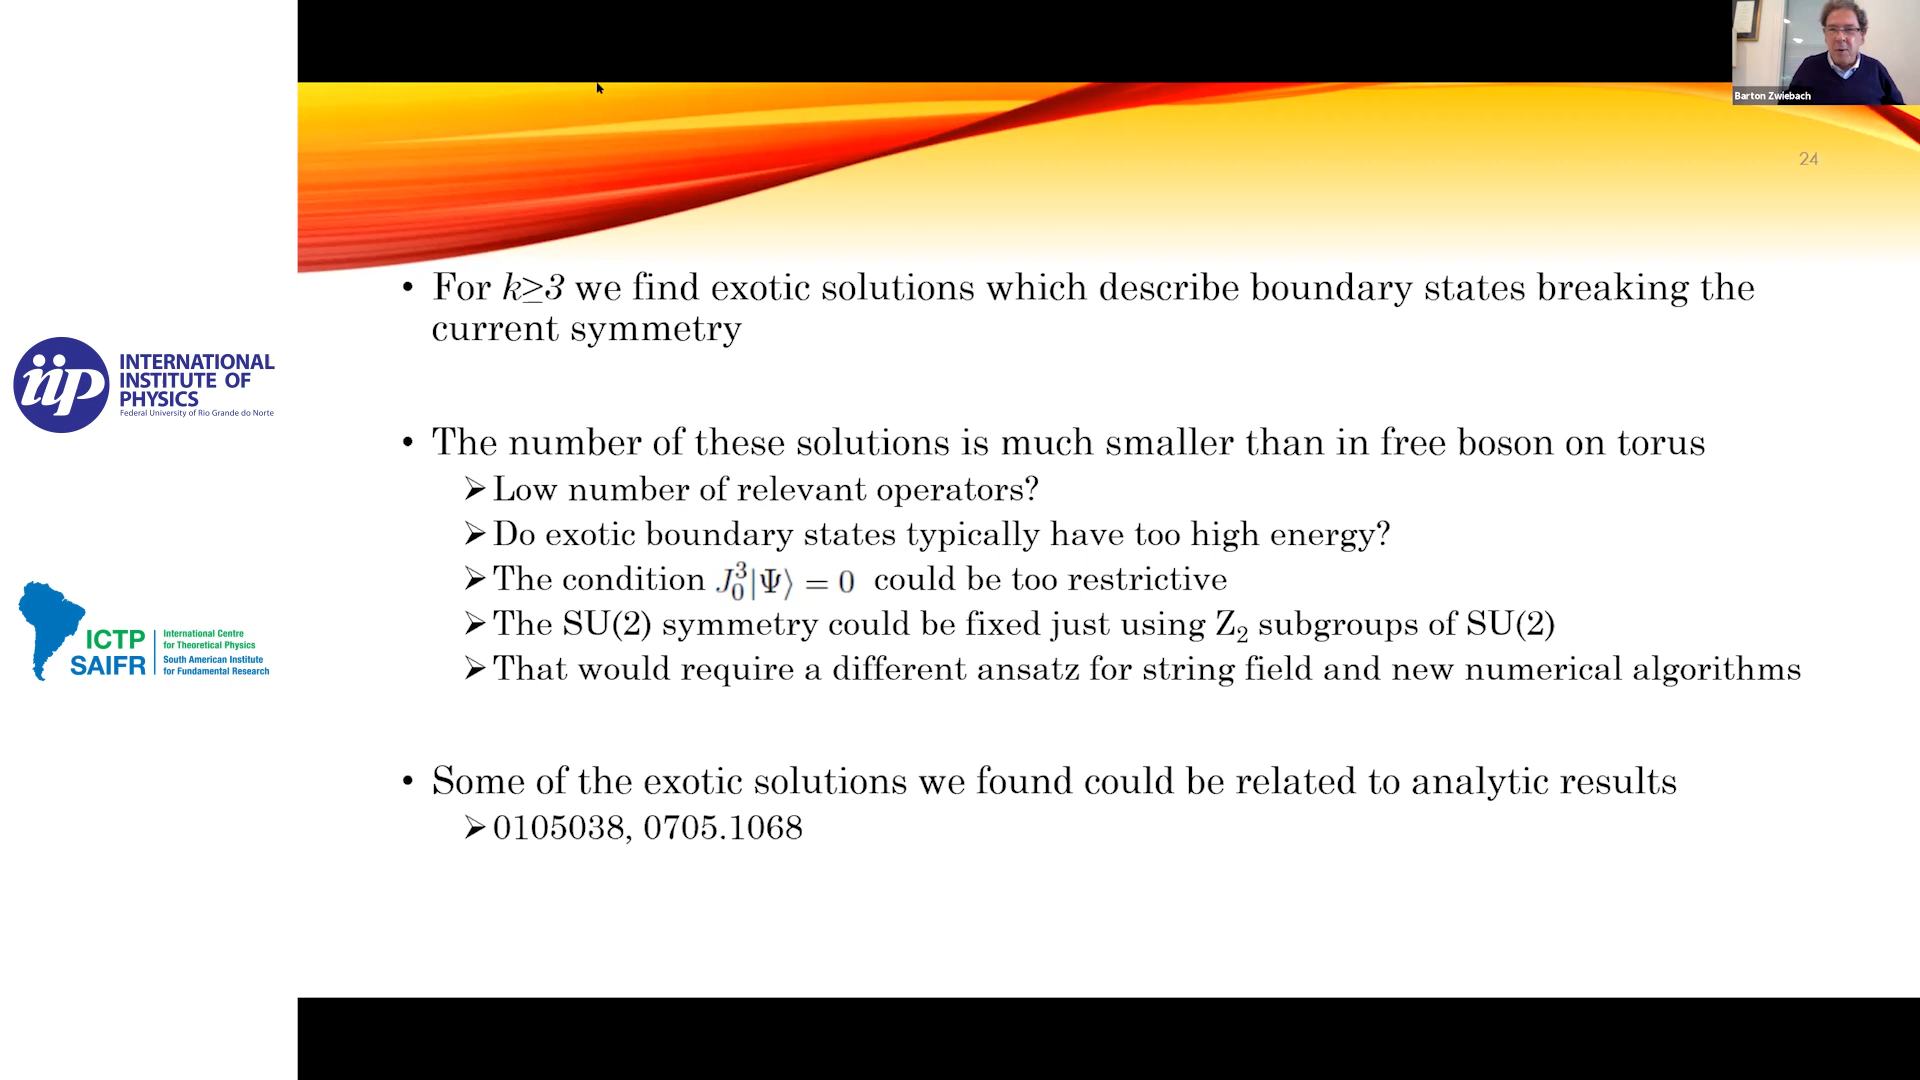 Barton Zwiebach
24
• For k≥3 we find exotic solutions which describe boundary states breaking the
current symmetry
• The number of these solutions is much smaller than in free boson on torus
➢Low number of relevant operators?
➢Do exotic boundary states typically have too high energy?
➢The condition J₀³|Ψ⟩ = 0 could be too restrictive
➢The SU(2) symmetry could be fixed just using Z₂ subgroups of SU(2)
➢That would require a different ansatz for string field and new numerical algorithms
• Some of the exotic solutions we found could be related to analytic results
➢0105038, 0705.1068
iip
INTERNATIONAL
INSTITUTE OF
PHYSICS
Federal University of Rio Grande do Norte
ICTP
SAIFR
International Centre
for Theoretical Physics
South American Institute
for Fundamental Research